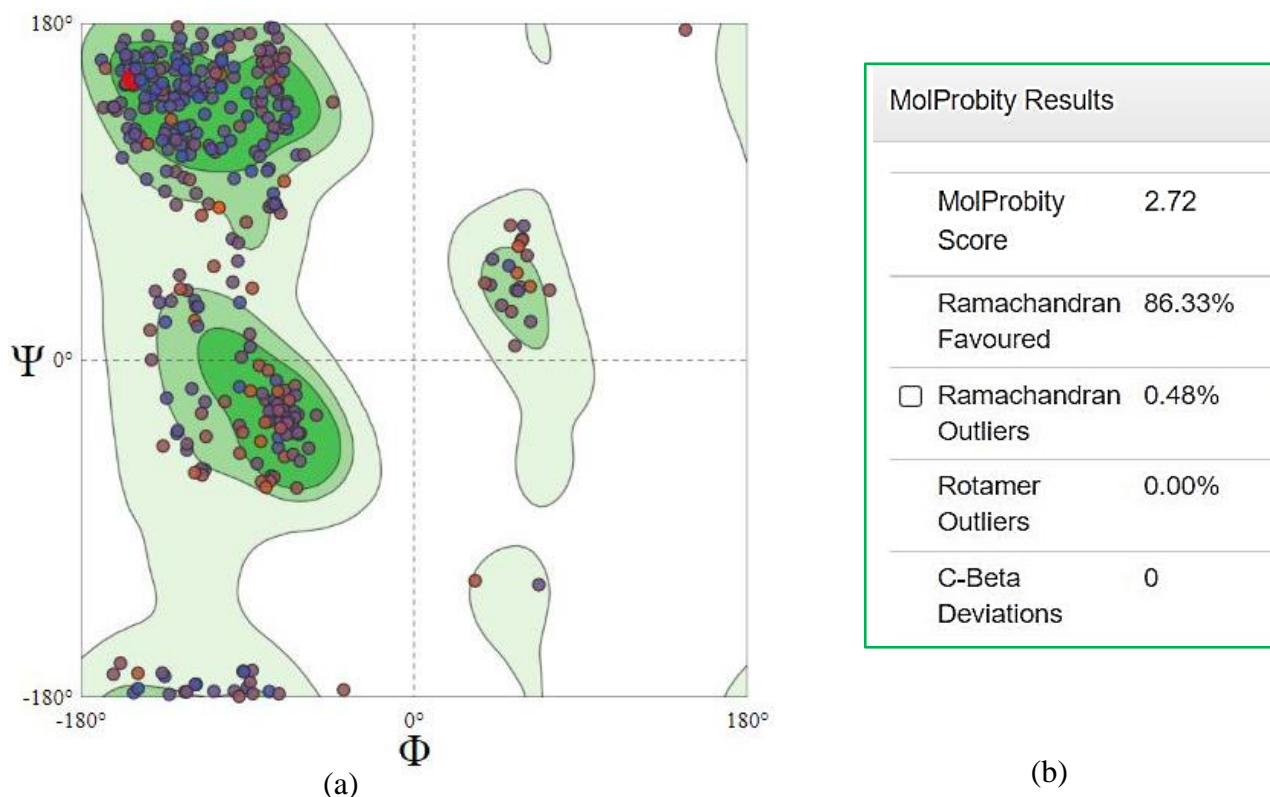 180°
Ψ 0°
-180°
-180° 0° 180°
Φ
(a)
MolProbity Results
MolProbity 2.72
Score
Ramachandran 86.33%
Favoured
Ramachandran 0.48%
Outliers
Rotamer 0.00%
Outliers
C-Beta 0
Deviations
(b)